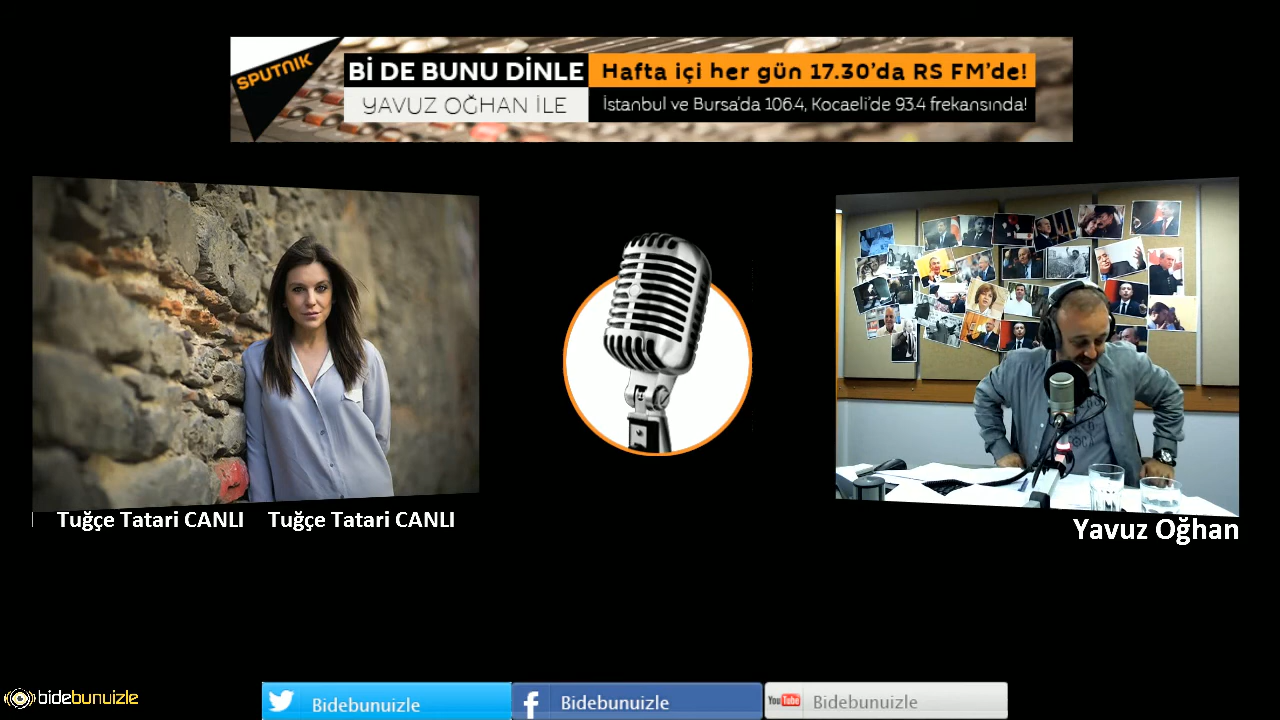 SPUTNIK
Bİ DE BUNU DİNLE
YAVUZ OĞHAN İLE
Hafta içi her gün 17.30'da RS FM'de!
İstanbul ve Bursa'da 106.4, Kocaeli'de 93.4 frekansında!
Tuğçe Tatari CANLI Tuğçe Tatari CANLI
Yavuz Oğhan
bidebunuizle
Bidebunuizle
Bidebunuizle
YouTube Bidebunuizle